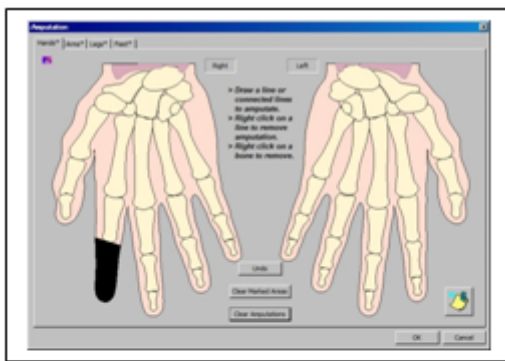 Amputation
Hands* Arms* Legs* Feet*
Right
Left
> Draw a line or
connected lines
to amputate.
> Right click on a
line to remove
amputation.
> Right click on a
bone to remove.
Undo
Clear Marked Areas
Clear Amputations
OK
Cancel